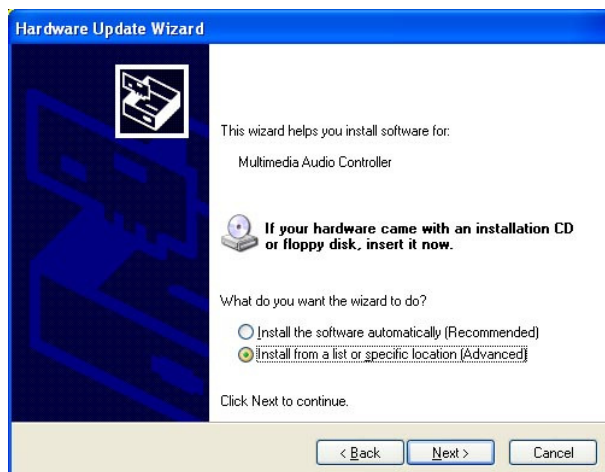 Hardware Update Wizard
This wizard helps you install software for:
Multimedia Audio Controller
If your hardware came with an installation CD
or floppy disk, insert it now.
What do you want the wizard to do?
Install the software automatically (Recommended)
Install from a list or specific location (Advanced)
Click Next to continue.
< Back Next > Cancel